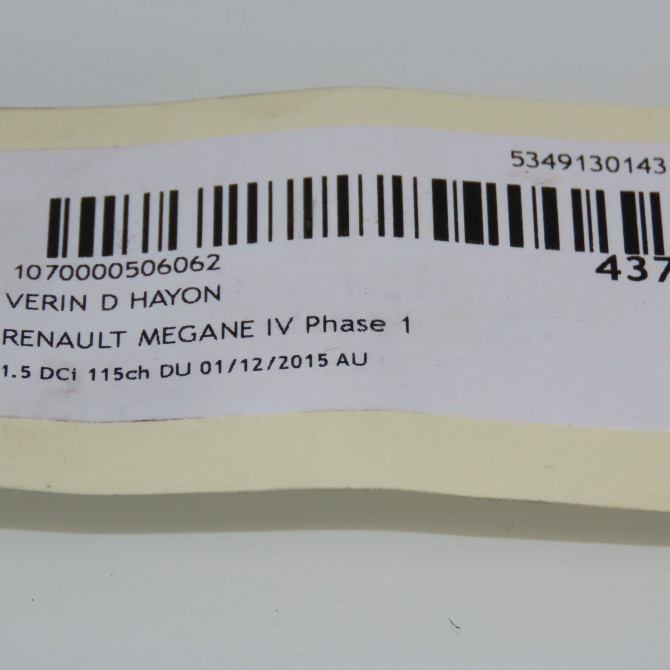 5349130143
1070000506062
437
VERIN D HAYON
RENAULT MEGANE IV Phase 1
1.5 DCi 115ch DU 01/12/2015 AU